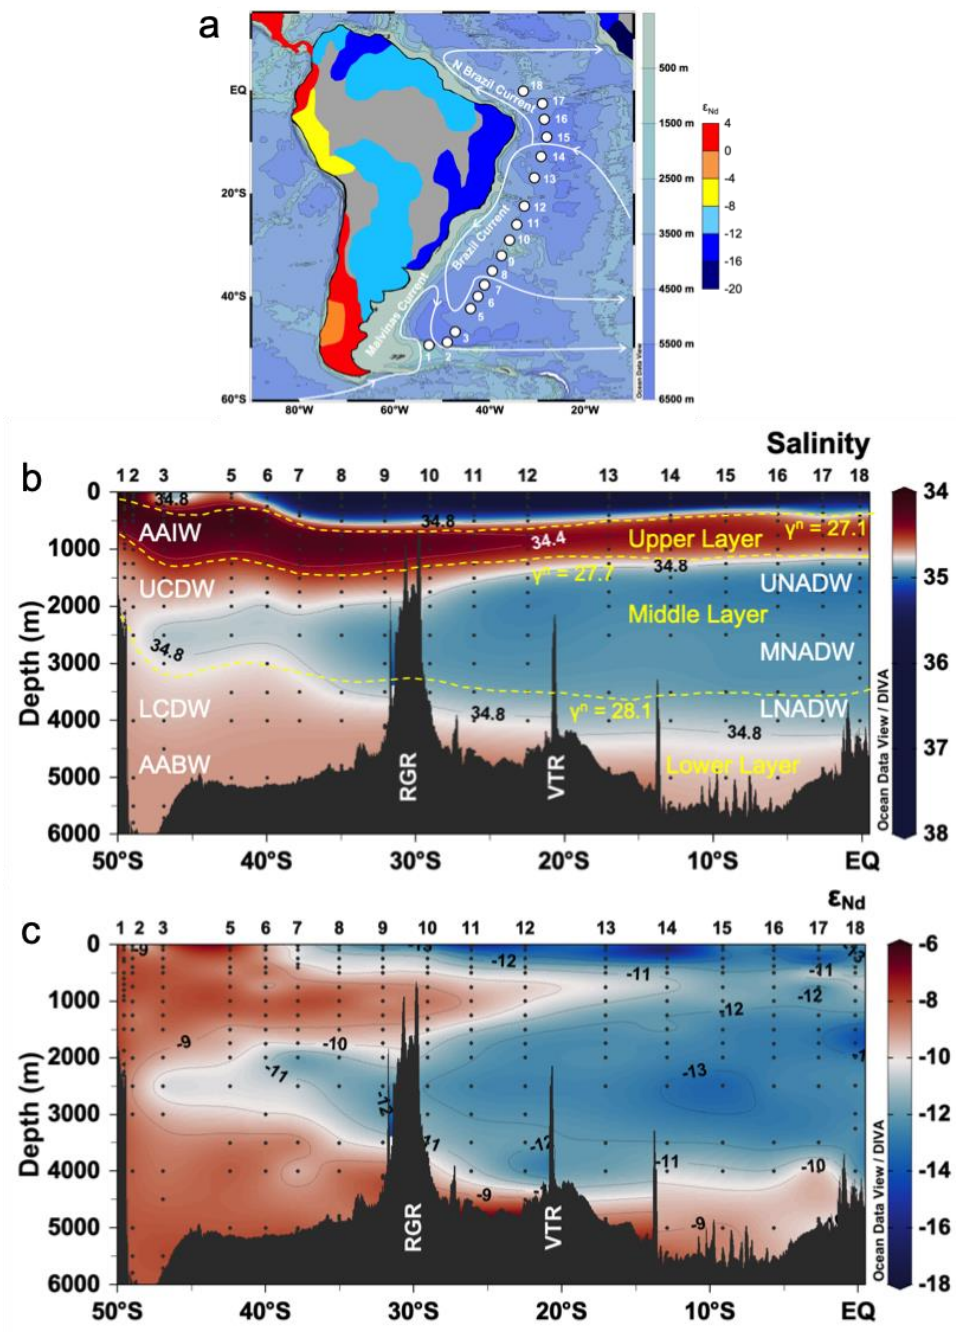 a
500 m
1500 m
2500 m
3500 m
4500 m
5500 m
6500 m
εNd
4
0
-4
-8
-12
-16
-20
Ocean Data View
EQ
20°S
40°S
60°S
80°W
60°W
40°W
20°W
N Brazil Current
Brazil Current
Malvinas Current
18
17
16
15
14
13
12
11
10
9
8
7
6
5
3
2
1
b
Salinity
1 2 3 5 6 7 8 9 10 11 12 13 14 15 16 17 18
0
1000
2000
3000
4000
5000
6000
Depth (m)
34.8
34.8
AAIW
34.4
Upper Layer
γⁿ = 27.1
γⁿ = 27.7
34.8
UCDW
UNADW
Middle Layer
34.8
MNADW
LCDW
34.8
γⁿ = 28.1
LNADW
34.8
AABW
Lower Layer
RGR
VTR
50°S
40°S
30°S
20°S
10°S
EQ
34
35
36
37
38
Ocean Data View / DIVA
c
εNd
1 2 3 5 6 7 8 9 10 11 12 13 14 15 16 17 18
0
1000
2000
3000
4000
5000
6000
Depth (m)
-9
-12
-11
-11
-13
-12
-12
-9
-10
-11
-13
-12
-12
-11
-10
-9
-9
RGR
VTR
50°S
40°S
30°S
20°S
10°S
EQ
-6
-8
-10
-12
-14
-16
-18
Ocean Data View / DIVA